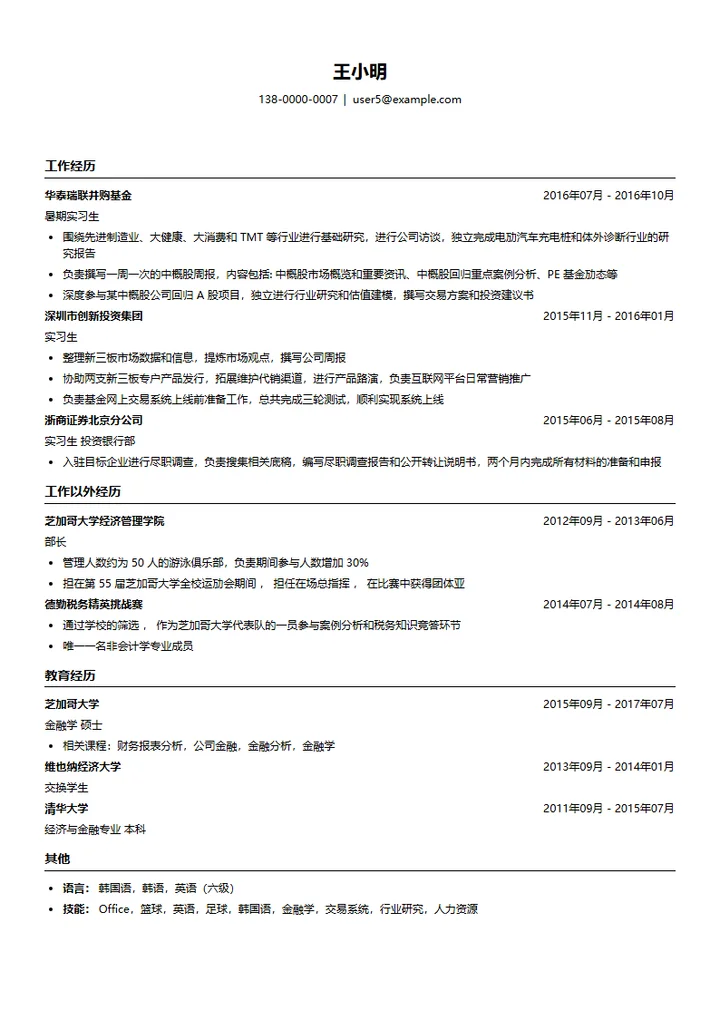 王小明
138-0000-0007 | user5@example.com
工作经历
华泰瑞联并购基金 2016年07月 - 2016年10月
暑期实习生
• 围绕先进制造业、大健康、大消费和 TMT 等行业进行基础研究，进行公司访谈，独立完成电动汽车充电桩和体外诊断行业的研
究报告
• 负责撰写一周一次的中概股周报，内容包括: 中概股市场概览和重要资讯、中概股回归重点案例分析、PE 基金动态等
• 深度参与某中概股公司回归 A 股项目，独立进行行业研究和估值建模，撰写交易方案和投资建议书
深圳市创新投资集团 2015年11月 - 2016年01月
实习生
• 整理新三板市场数据和信息，提炼市场观点，撰写公司周报
• 协助两支新三板专户产品发行，拓展维护代销渠道，进行产品路演，负责互联网平台日常营销推广
• 负责基金网上交易系统上线前准备工作，总共完成三轮测试，顺利实现系统上线
浙商证券北京分公司 2015年06月 - 2015年08月
实习生 投资银行部
• 入驻目标企业进行尽职调查，负责搜集相关底稿，编写尽职调查报告和公开转让说明书，两个月内完成所有材料的准备和申报
工作以外经历
芝加哥大学经济管理学院 2012年09月 - 2013年06月
部长
• 管理人数约为 50 人的游泳俱乐部，负责期间参与人数增加 30%
• 担在第 55 届芝加哥大学全校运动会期间 ， 担任在场总指挥 ， 在比赛中获得团体亚
德勤税务精英挑战赛 2014年07月 - 2014年08月
• 通过学校的筛选 ， 作为芝加哥大学代表队的一员参与案例分析和税务知识竞答环节
• 唯一一名非会计学专业成员
教育经历
芝加哥大学 2015年09月 - 2017年07月
金融学 硕士
• 相关课程：财务报表分析，公司金融，金融分析，金融学
维也纳经济大学 2013年09月 - 2014年01月
交换学生
清华大学 2011年09月 - 2015年07月
经济与金融专业 本科
其他
• 语言： 韩国语，韩语，英语（六级）
• 技能： Office，篮球，英语，足球，韩国语，金融学，交易系统，行业研究，人力资源